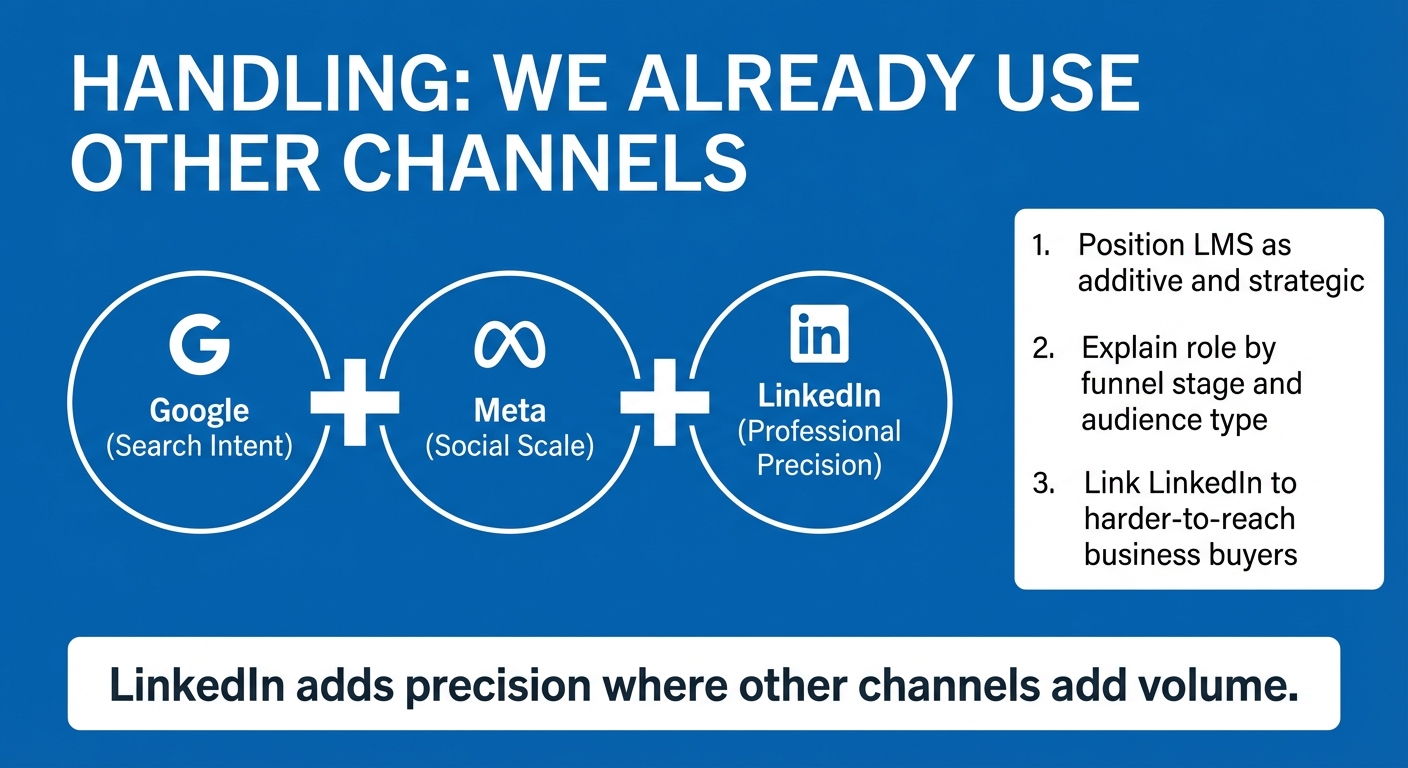 HANDLING: WE ALREADY USE
OTHER CHANNELS
Google
(Search Intent)
Meta
(Social Scale)
in
LinkedIn
(Professional
Precision)
1. Position LMS as
additive and strategic
2. Explain role by
funnel stage and
audience type
3. Link LinkedIn to
harder-to-reach
business buyers
LinkedIn adds precision where other channels add volume.